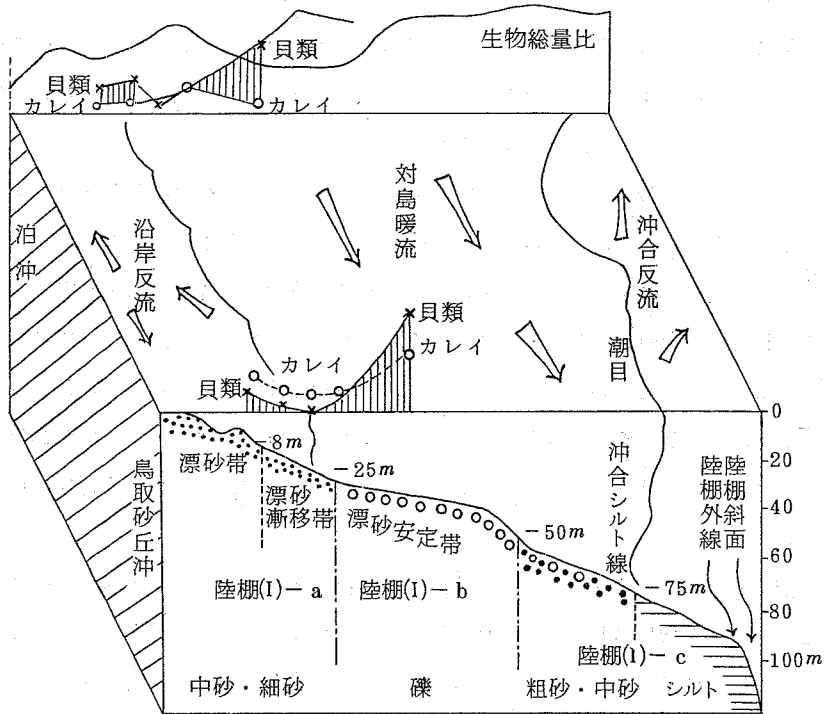 生物総量比
貝類
貝類
カレイ
カレイ
泊沖
沿岸反流
対島暖流
沖合反流
潮目
貝類
カレイ
カレイ
貝類
鳥取砂丘沖
漂砂帯
-8m
漂砂
漸移帯
-25m
漂砂安定帯
-50m
沖合シルト線
-75m
陸棚外線
陸棚斜面
0
20
40
60
80
100m
陸棚(I)-a
陸棚(I)-b
陸棚(I)-c
中砂・細砂
礫
粗砂・中砂
シルト